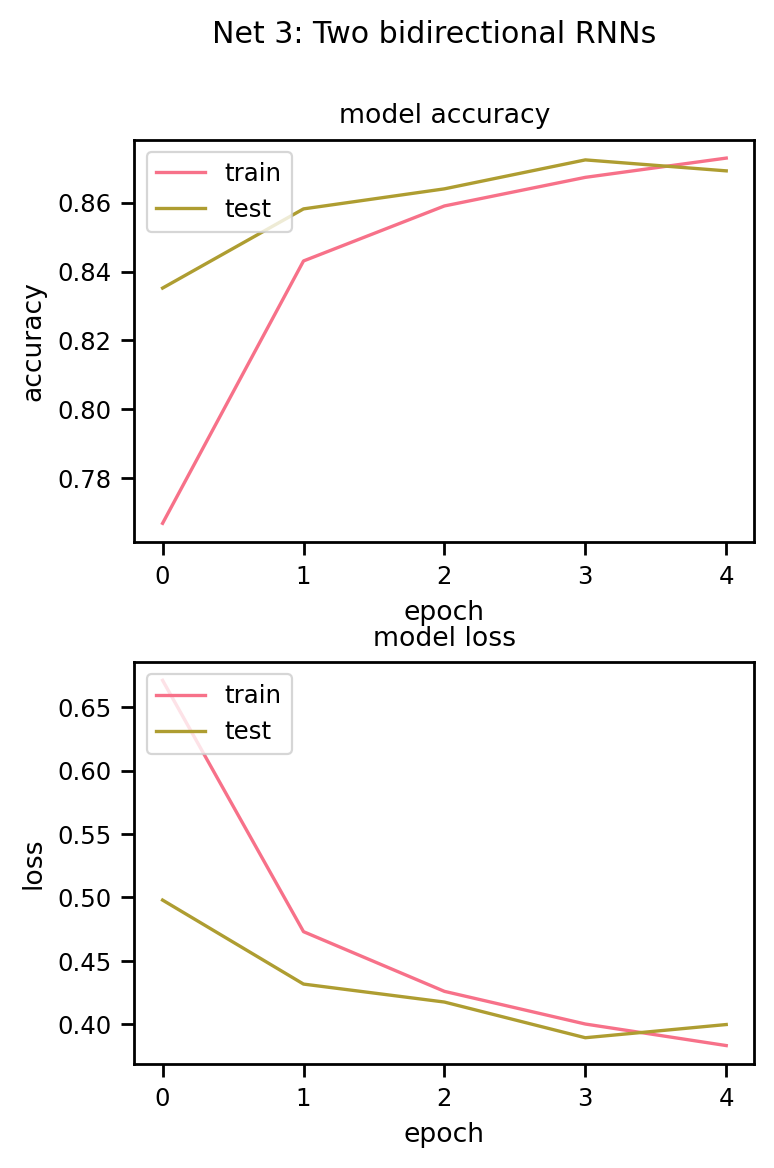 Net 3: Two bidirectional RNNs
model accuracy
train
test
0.86
0.84
0.82
0.80
0.78
accuracy
0 1 2 3 4
epoch
model loss
train
test
0.65
0.60
0.55
0.50
0.45
0.40
loss
0 1 2 3 4
epoch